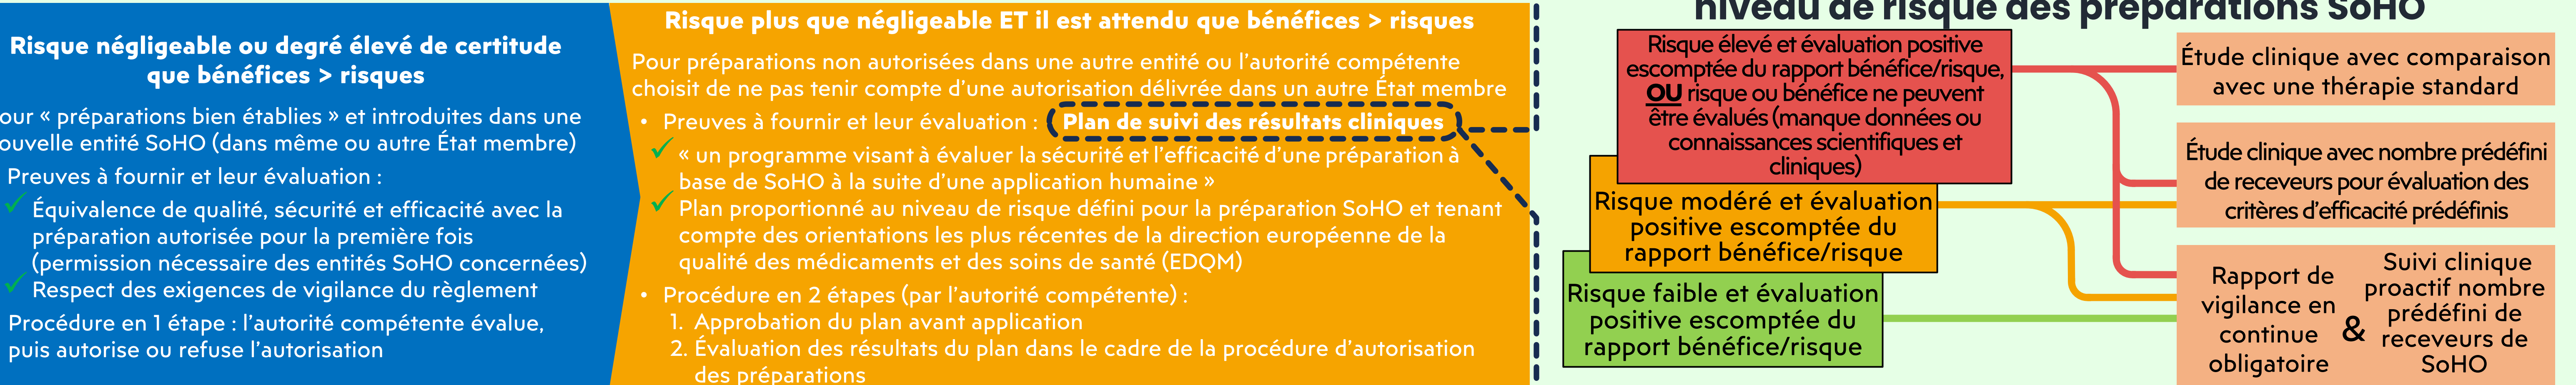 Risque négligeable ou degré élevé de certitude
que bénéfices > risques
our « préparations bien établies » et introduites dans une
ouvelle entité SoHO (dans même ou autre État membre)
Preuves à fournir et leur évaluation :
✓ Équivalence de qualité, sécurité et efficacité avec la
préparation autorisée pour la première fois
(permission nécessaire des entités SoHO concernées)
✓ Respect des exigences de vigilance du règlement
Procédure en 1 étape : l’autorité compétente évalue,
puis autorise ou refuse l’autorisation
Risque plus que négligeable ET il est attendu que bénéfices > risques
Pour préparations non autorisées dans une autre entité ou l’autorité compétente
choisit de ne pas tenir compte d’une autorisation délivrée dans un autre État membre
• Preuves à fournir et leur évaluation : Plan de suivi des résultats cliniques
✓ « un programme visant à évaluer la sécurité et l’efficacité d’une préparation à
base de SoHO à la suite d’une application humaine »
✓ Plan proportionné au niveau de risque défini pour la préparation SoHO et tenant
compte des orientations les plus récentes de la direction européenne de la
qualité des médicaments et des soins de santé (EDQM)
• Procédure en 2 étapes (par l’autorité compétente) :
1. Approbation du plan avant application
2. Évaluation des résultats du plan dans le cadre de la procédure d’autorisation
des préparations
niveau de risque des préparations SoHO
Risque élevé et évaluation positive
escomptée du rapport bénéfice/risque,
OU risque ou bénéfice ne peuvent
être évalués (manque données ou
connaissances scientifiques et
cliniques)
Risque modéré et évaluation
positive escomptée du
rapport bénéfice/risque
Risque faible et évaluation
positive escomptée du
rapport bénéfice/risque
Étude clinique avec comparaison
avec une thérapie standard
Étude clinique avec nombre prédéfini
de receveurs pour évaluation des
critères d’efficacité prédéfinis
Rapport de
vigilance en
continue
obligatoire
&
Suivi clinique
proactif nombre
prédéfini de
receveurs de
SoHO